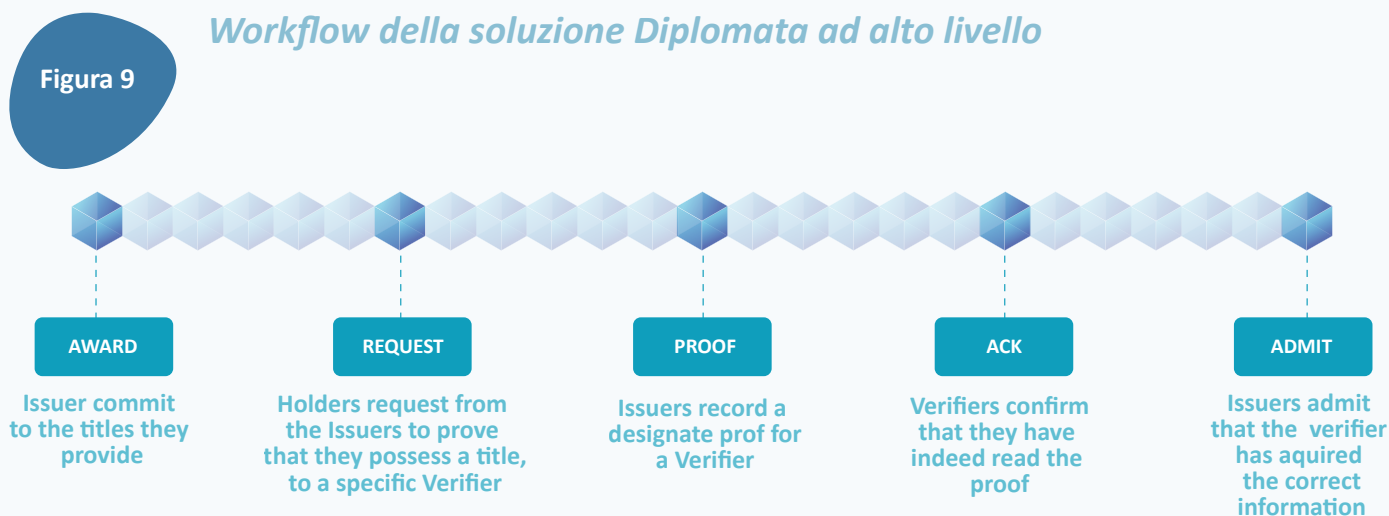 Workflow della soluzione Diplomata ad alto livello
Figura 9
AWARD
Issuer commit
to the titles they
provide
REQUEST
Holders request from
the Issuers to prove
that they possess a title,
to a specific Verifier
PROOF
Issuers record a
designate prof for
a Verifier
ACK
Verifiers confirm
that they have
indeed read the
proof
ADMIT
Issuers admit
that the verifier
has aquired
the correct
information